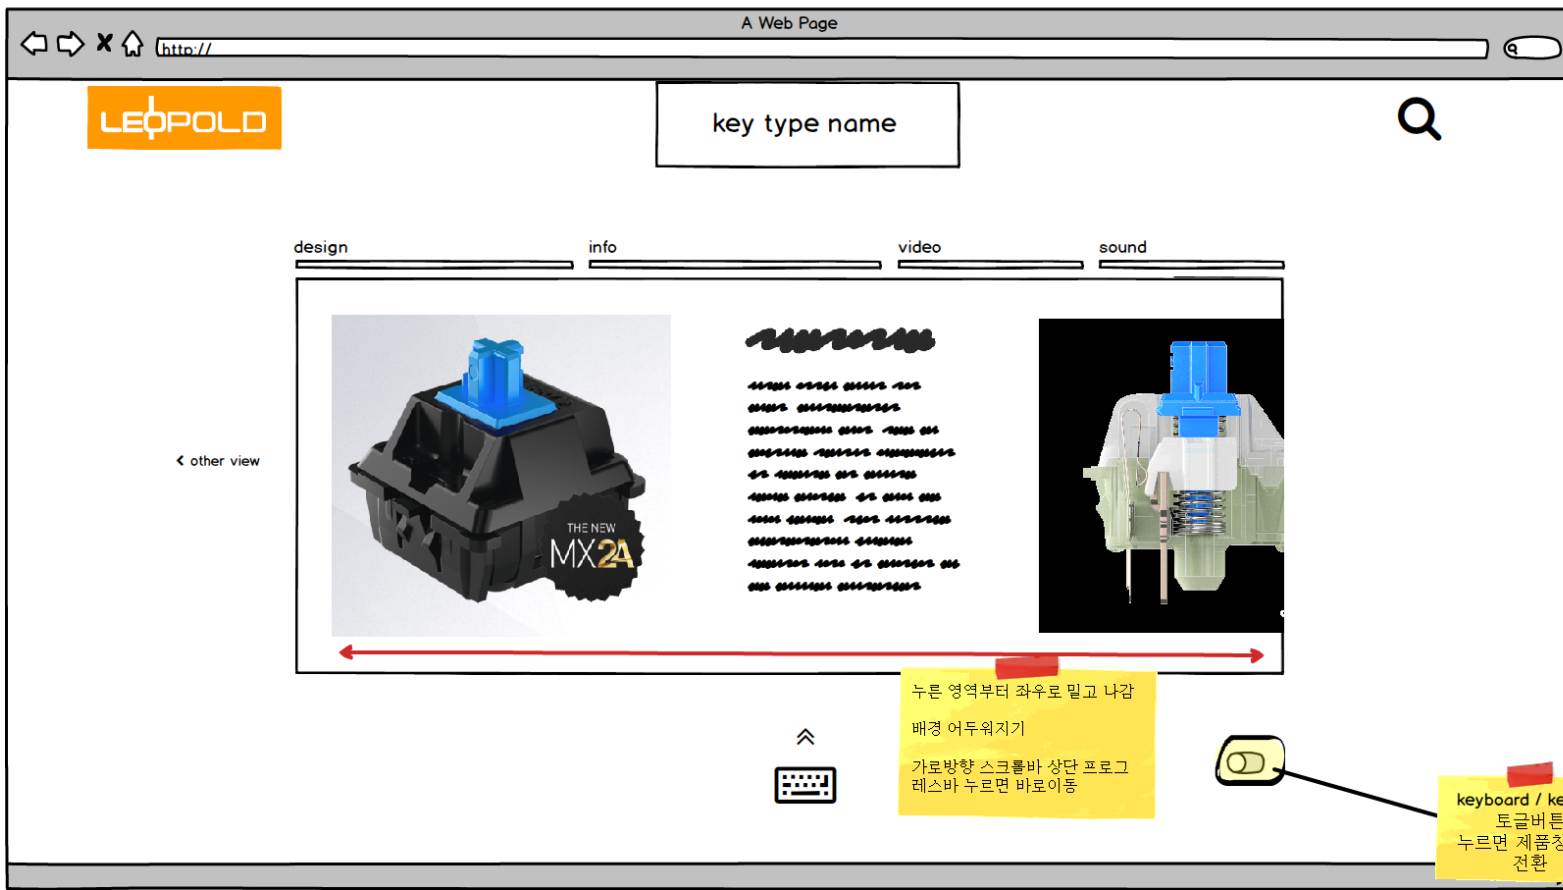 A Web Page
http://
LEOPOLD
key type name
design
info
video
sound
< other view
THE NEW
MX2A
누른 영역부터 좌우로 밀고 나감
배경 어두워지기
가로방향 스크롤바 상단 프로그
레스바 누르면 바로이동
keyboard / ke
토글버튼
누르면 제품창
전환